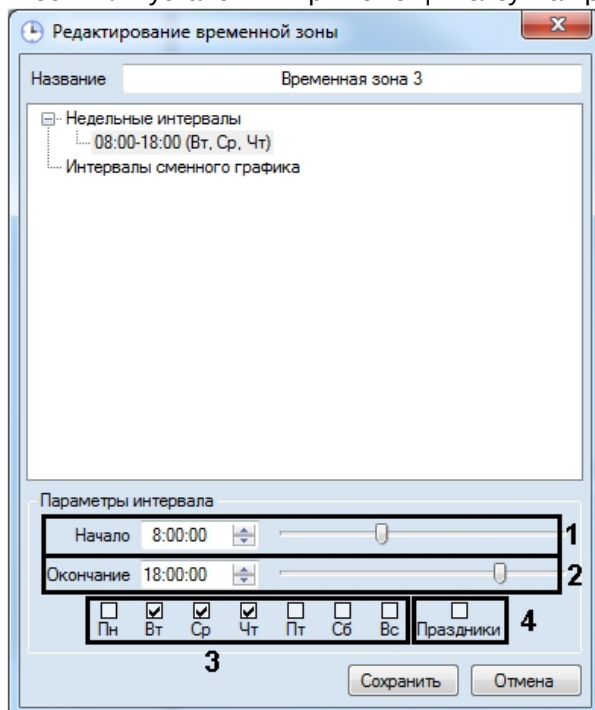 Редактирование временной зоны
Название Временная зона 3
Недельные интервалы
08:00-18:00 (Вт, Ср, Чт)
Интервалы сменного графика
Параметры интервала
Начало 8:00:00 1
Окончание 18:00:00 2
Пн Вт Ср Чт Пт Сб Вс Праздники 4
3
Сохранить Отмена